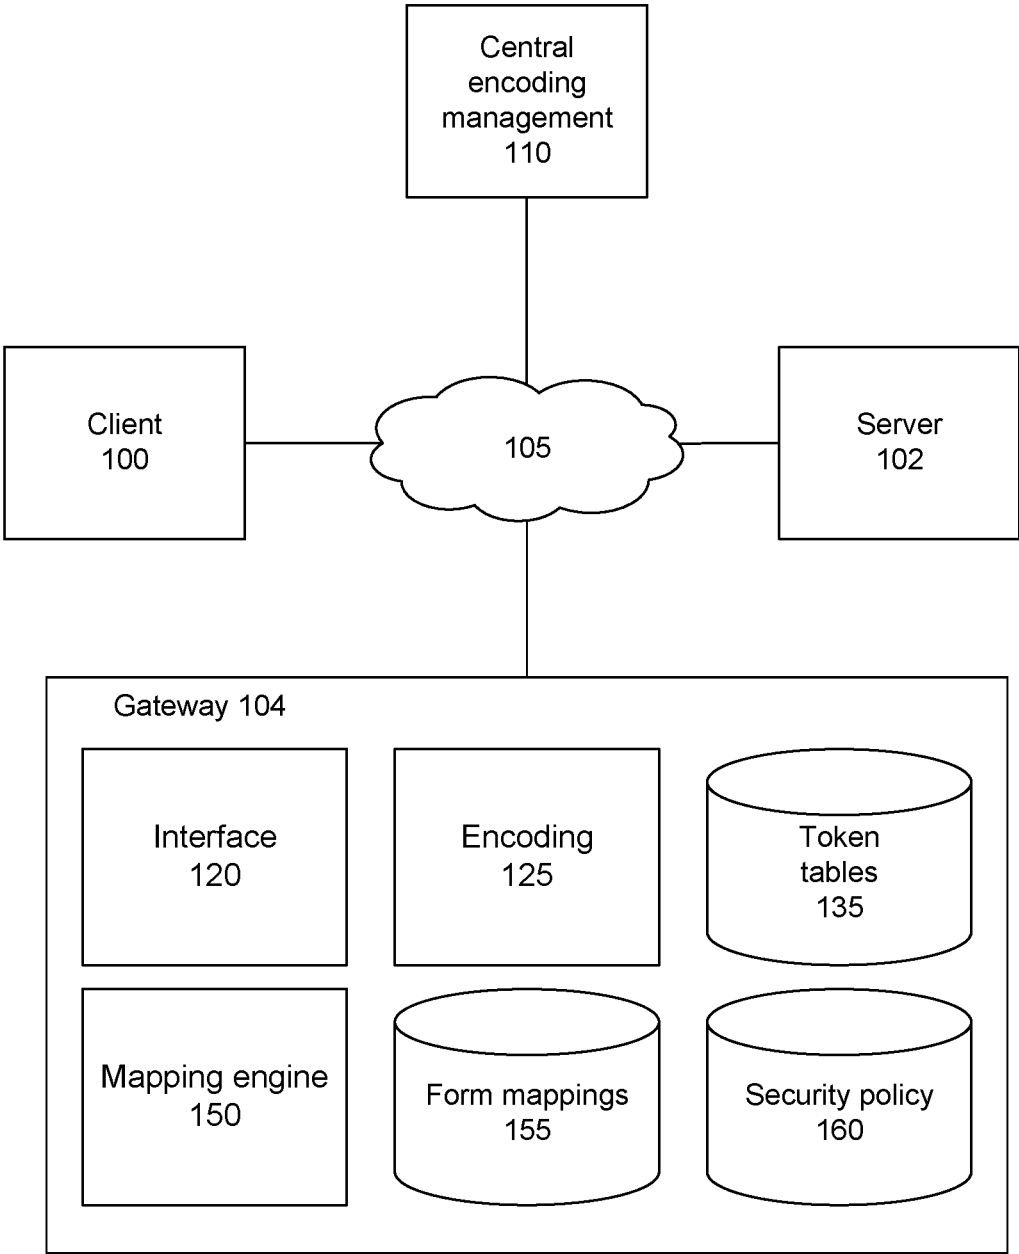 Central
encoding
management
110
Client
100
105
Server
102
Gateway 104
Interface
120
Encoding
125
Token
tables
135
Mapping engine
150
Form mappings
155
Security policy
160